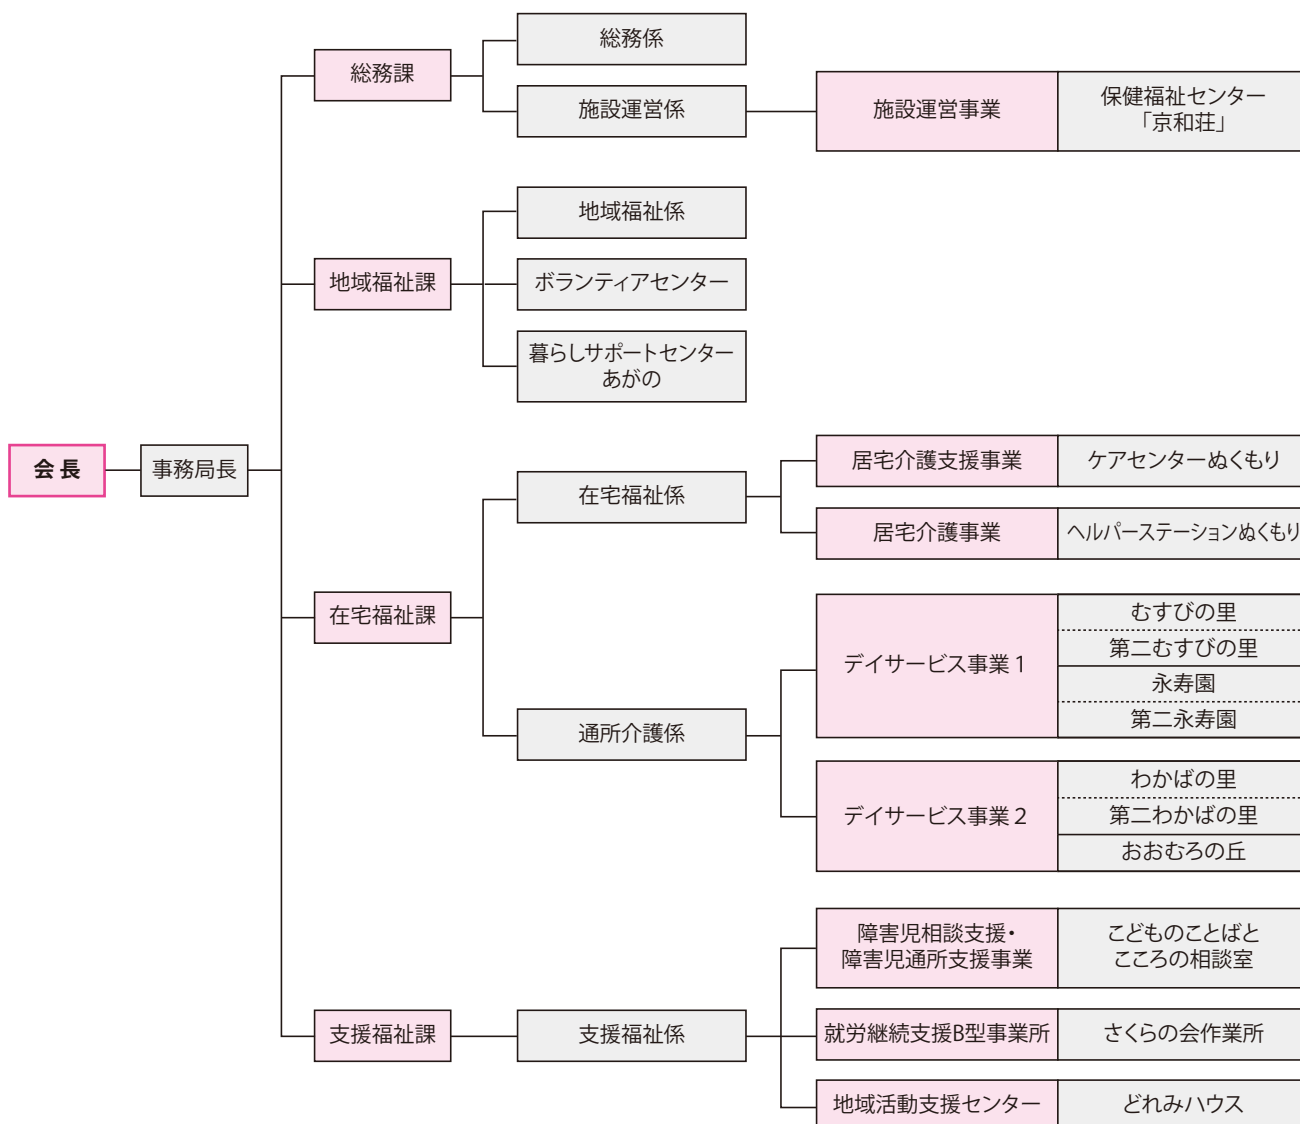 会 長
事務局長
総務課
総務係
施設運営係
施設運営事業
保健福祉センター
「京和荘」
地域福祉課
地域福祉係
ボランティアセンター
暮らしサポートセンター
あがの
在宅福祉課
在宅福祉係
居宅介護支援事業
ケアセンターぬくもり
居宅介護事業
ヘルパーステーションぬくもり
通所介護係
デイサービス事業1
むすびの里
第二むすびの里
永寿園
第二永寿園
デイサービス事業2
わかばの里
第二わかばの里
おおむろの丘
支援福祉課
支援福祉係
障害児相談支援・
障害児通所支援事業
こどものことばと
こころの相談室
就労継続支援B型事業所
さくらの会作業所
地域活動支援センター
どれみハウス